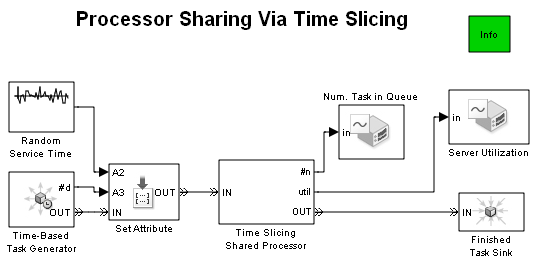 Processor Sharing Via Time Slicing
Info
Num. Task in Queue
in
in
Server Utilization
Random
Service Time
A2
A3
IN
OUT
Set Attribute
#d
OUT
Time-Based
Task Generator
IN
#n
util
OUT
Time Slicing
Shared Processor
IN
Finished
Task Sink